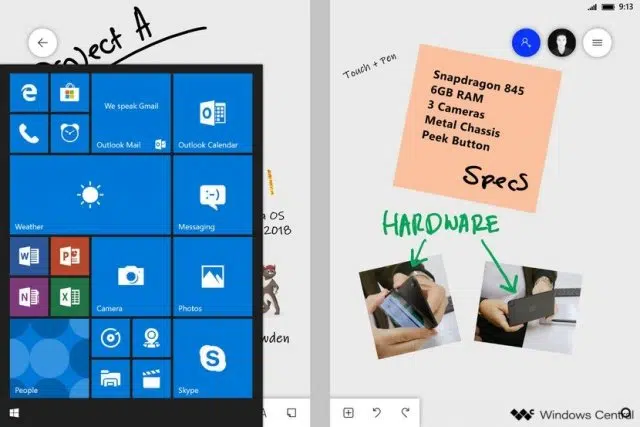 9:13
Project A
Touch + Pen
Snapdragon 845
6GB RAM
3 Cameras
Metal Chassis
Peek Button
Specs
HARDWARE
We speak Gmail
Outlook Mail
Outlook Calendar
Weather
Messaging
Camera
Photos
People
Skype
OS
2018
Windows Central